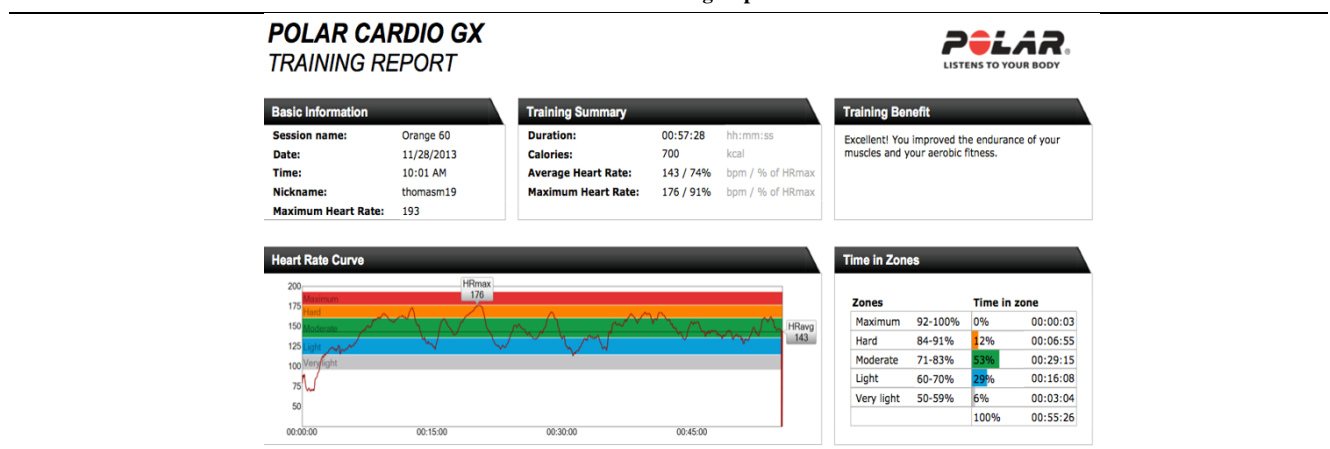 POLAR CARDIO GX
TRAINING REPORT
POLAR®
LISTENS TO YOUR BODY
Basic Information
Session name: Orange 60
Date: 11/28/2013
Time: 10:01 AM
Nickname: thomasm19
Maximum Heart Rate: 193
Training Summary
Duration: 00:57:28 hh:mm:ss
Calories: 700 kcal
Average Heart Rate: 143 / 74% bpm / % of HRmax
Maximum Heart Rate: 176 / 91% bpm / % of HRmax
Training Benefit
Excellent! You improved the endurance of your
muscles and your aerobic fitness.
Heart Rate Curve
HRmax
176
200
175
150
125
100
75
50
Maximum
Hard
Moderate
Light
Very light
HRavg
143
00:00:00 00:15:00 00:30:00 00:45:00
Time in Zones
Zones Time in zone
Maximum 92-100% 0% 00:00:03
Hard 84-91% 12% 00:06:55
Moderate 71-83% 53% 00:29:15
Light 60-70% 29% 00:16:08
Very light 50-59% 6% 00:03:04
100% 00:55:26